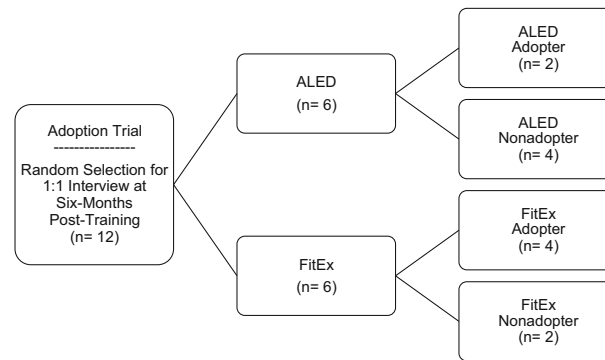 Adoption Trial
----------------
Random Selection for
1:1 Interview at
Six-Months
Post-Training
(n= 12)
ALED
(n= 6)
FitEx
(n= 6)
ALED
Adopter
(n= 2)
ALED
Nonadopter
(n= 4)
FitEx
Adopter
(n= 4)
FitEx
Nonadopter
(n= 2)